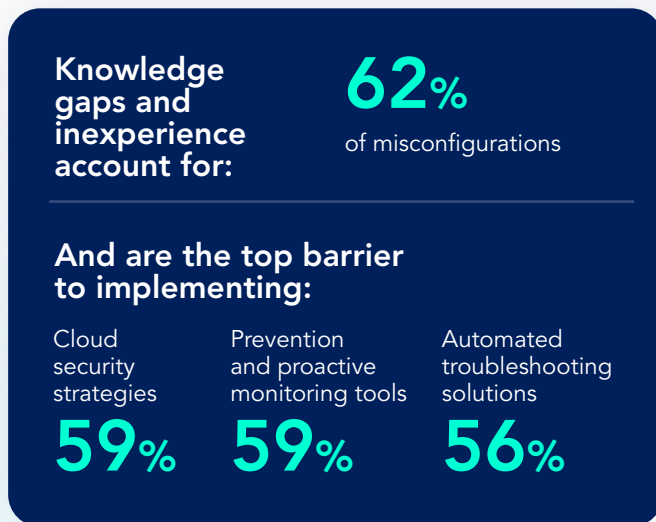 Knowledge
gaps and
inexperience
account for:
62%
of misconfigurations
And are the top barrier
to implementing:
Cloud
security
strategies
59%
Prevention
and proactive
monitoring tools
59%
Automated
troubleshooting
solutions
56%